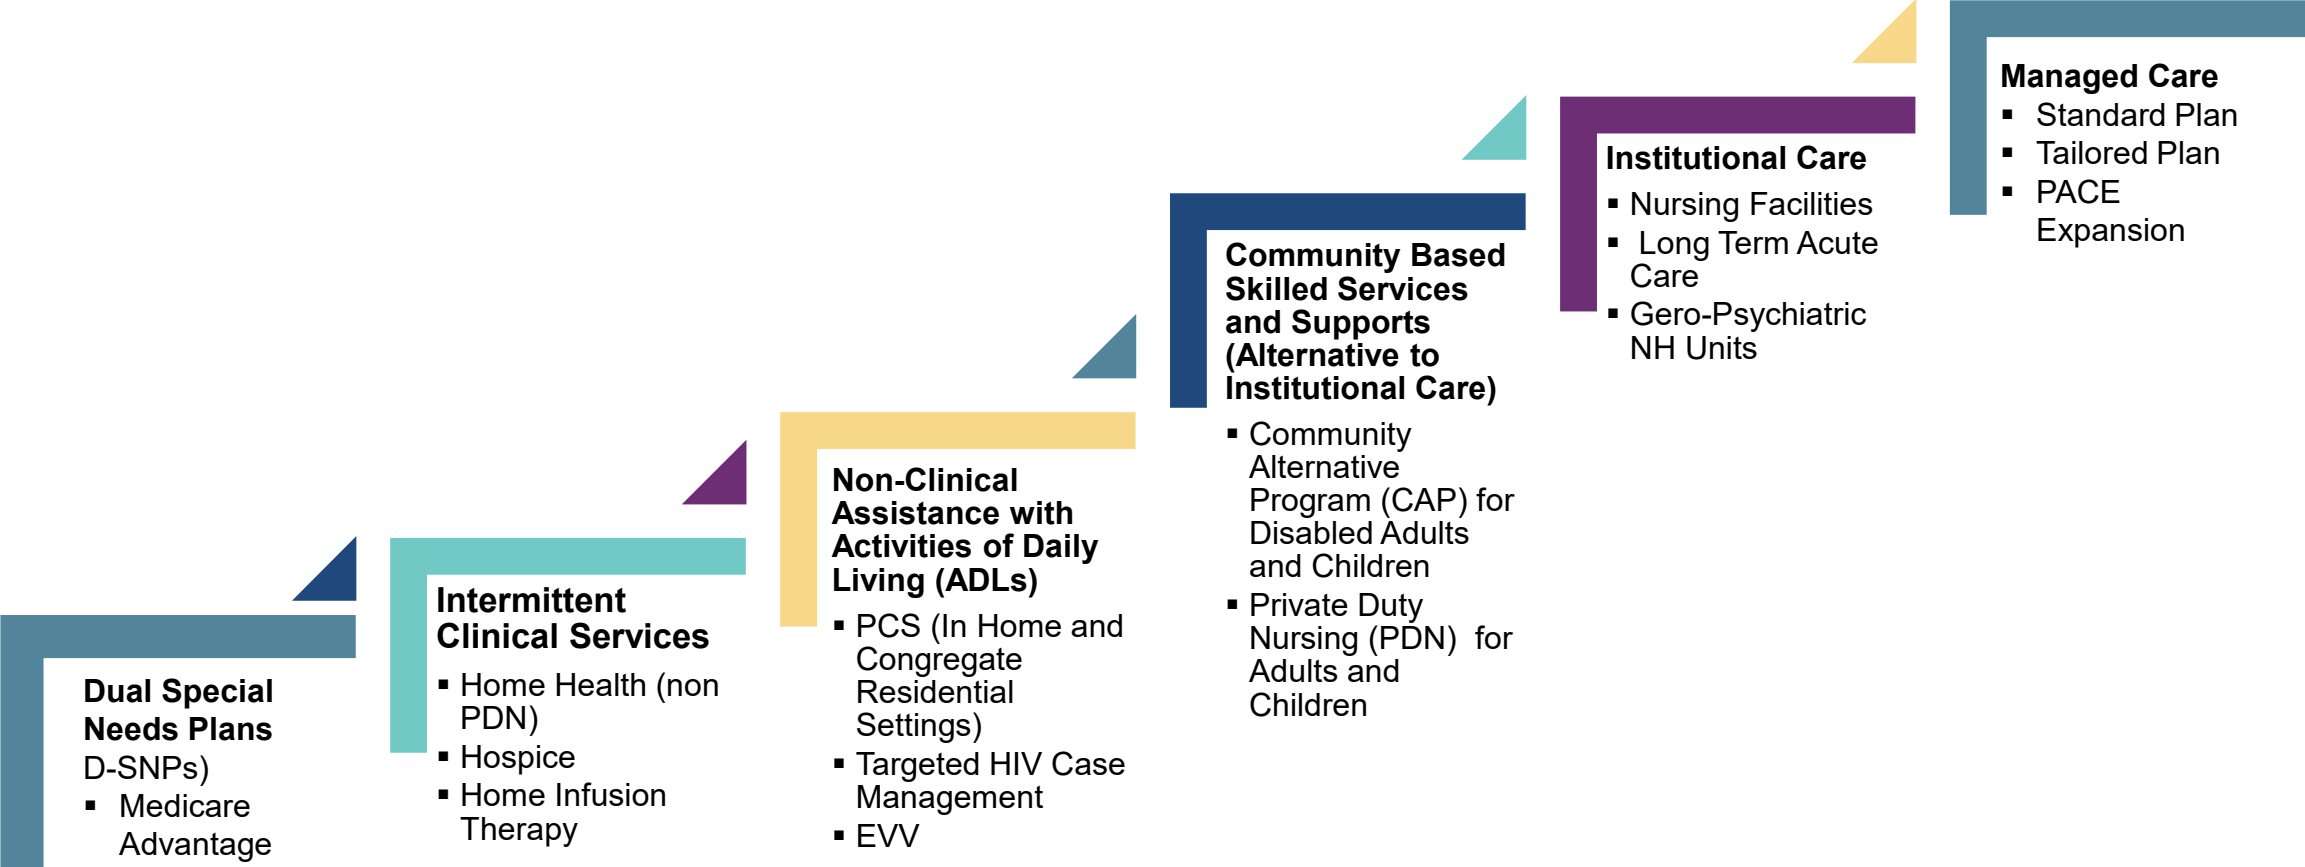 Dual Special
Needs Plans
D-SNPs)
▪ Medicare
Advantage
Intermittent
Clinical Services
▪ Home Health (non
PDN)
▪ Hospice
▪ Home Infusion
Therapy
Non-Clinical
Assistance with
Activities of Daily
Living (ADLs)
▪ PCS (In Home and
Congregate
Residential
Settings)
▪ Targeted HIV Case
Management
▪ EVV
Community Based
Skilled Services
and Supports
(Alternative to
Institutional Care)
▪ Community
Alternative
Program (CAP) for
Disabled Adults
and Children
▪ Private Duty
Nursing (PDN) for
Adults and
Children
Institutional Care
▪ Nursing Facilities
▪ Long Term Acute
Care
▪ Gero-Psychiatric
NH Units
Managed Care
▪ Standard Plan
▪ Tailored Plan
▪ PACE
Expansion